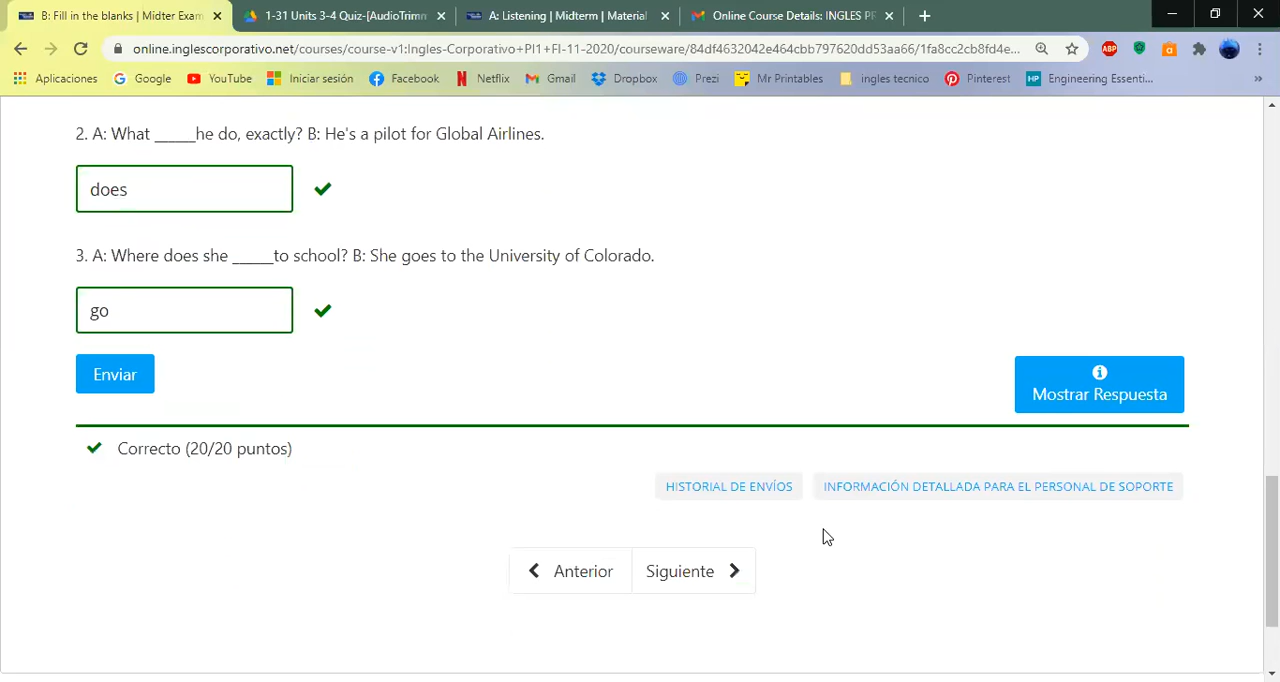 B: Fill in the blanks | Midter Exam
1-31 Units 3-4 Quiz-[AudioTrimm
A: Listening | Midterm | Material
Online Course Details: INGLES PR
online.inglescorporativo.net/courses/course-v1:Ingles-Corporativo+PI1+FI-11-2020/courseware/84df4632042e464cbb797620dd53aa66/1fa8cc2cb8fd4e...
ABP
Aplicaciones
Google
YouTube
Iniciar sesión
Facebook
Netflix
Gmail
Dropbox
Prezi
Mr Printables
ingles tecnico
Pinterest
HP
Engineering Essenti...
»
2. A: What _____he do, exactly? B: He's a pilot for Global Airlines.
does
3. A: Where does she _____to school? B: She goes to the University of Colorado.
go
Enviar
Mostrar Respuesta
Correcto (20/20 puntos)
HISTORIAL DE ENVÍOS
INFORMACIÓN DETALLADA PARA EL PERSONAL DE SOPORTE
Anterior
Siguiente